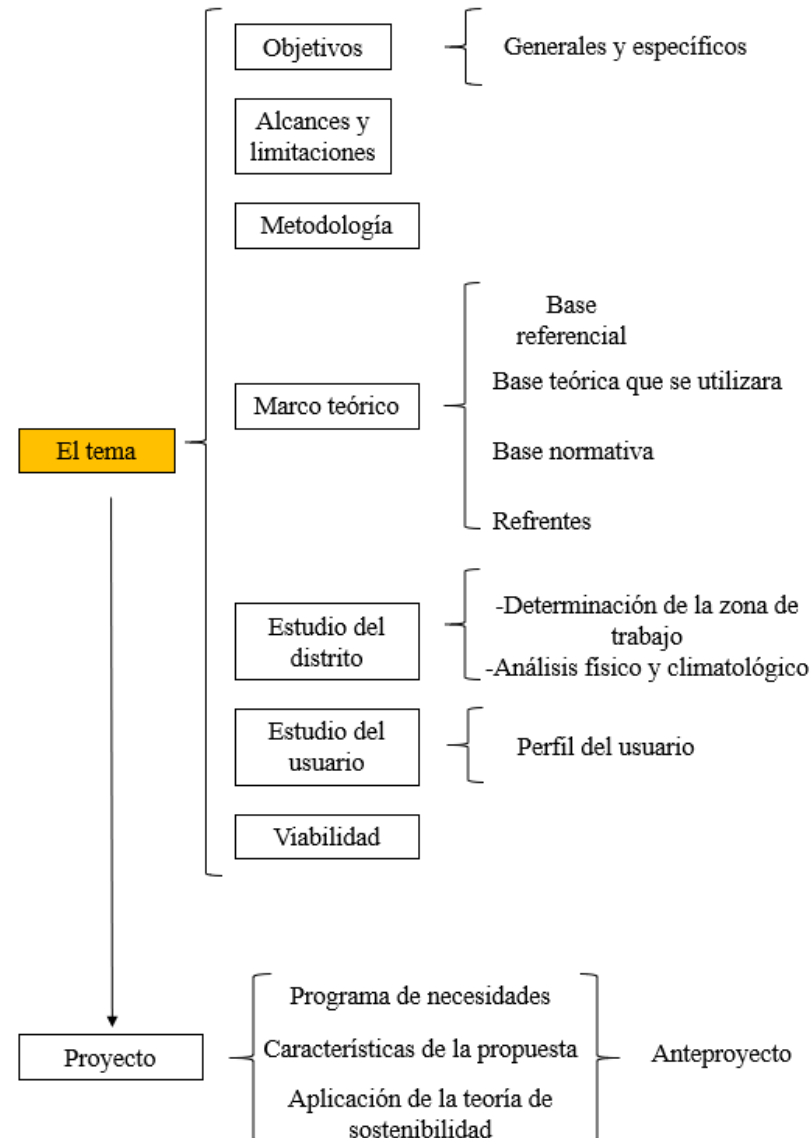 Objetivos
Generales y específicos
Alcances y
limitaciones
Metodología
Base
referencial
Base teórica que se utilizara
Marco teórico
Base normativa
El tema
Refrentes
Estudio del
distrito
-Determinación de la zona de
trabajo
-Análisis físico y climatológico
Estudio del
usuario
Perfil del usuario
Viabilidad
Proyecto
Programa de necesidades
Características de la propuesta
Aplicación de la teoría de
sostenibilidad
Anteproyecto